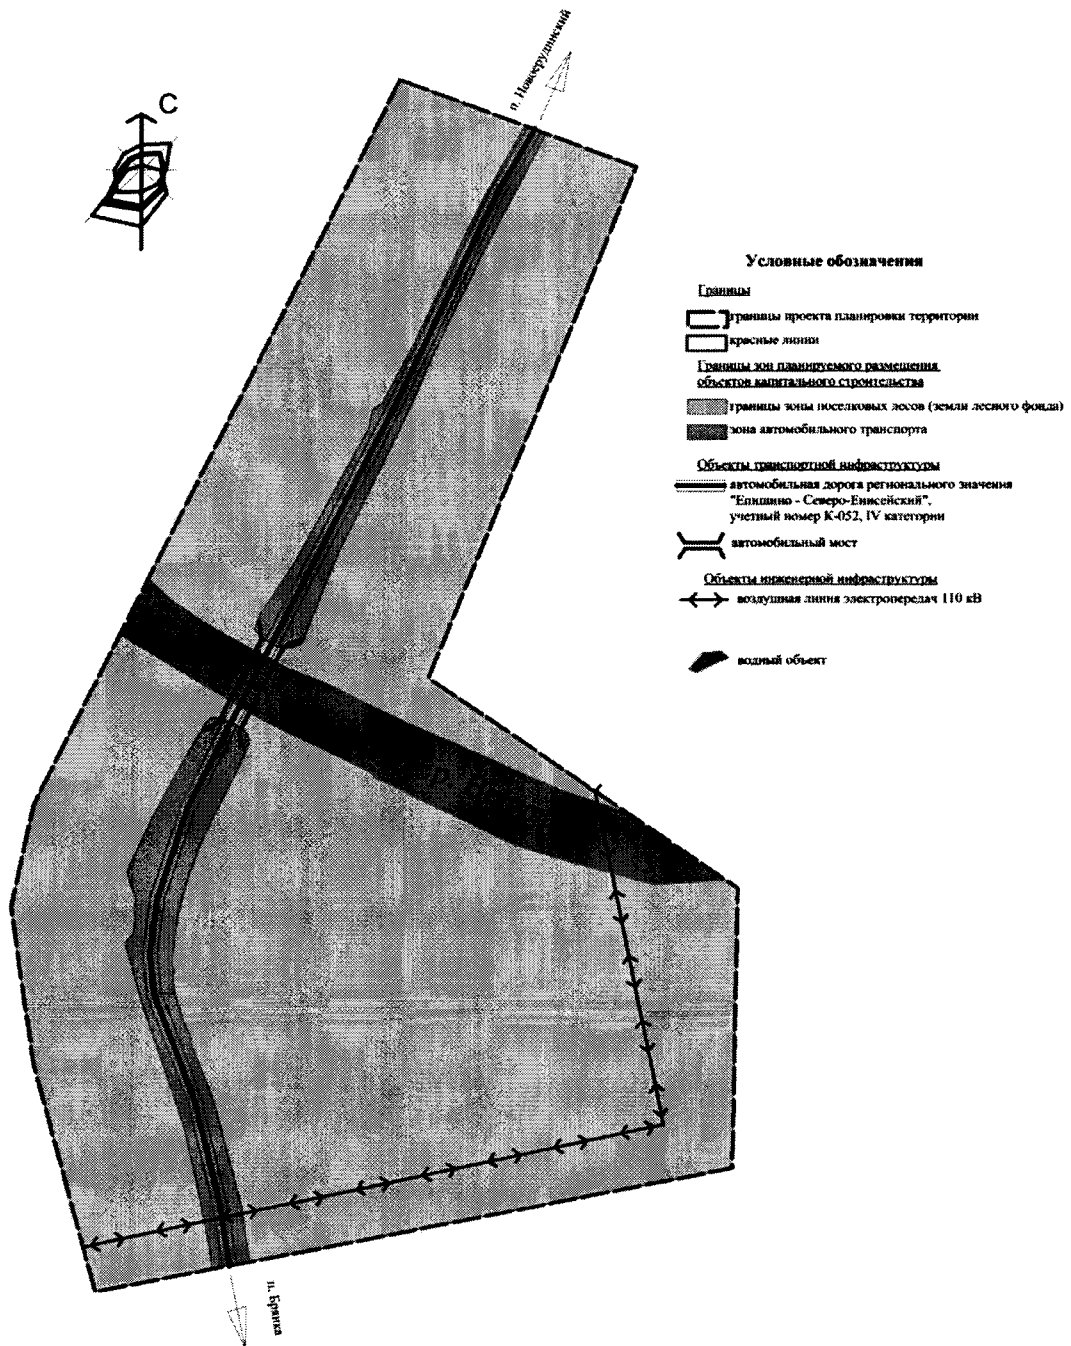 п. Новоерудинский
С
Условные обозначения
Границы
границы проекта планировки территории
красные линии
Границы зон планируемого размещения
объектов капитального строительства
границы зоны поселковых лесов (земли лесного фонда)
зона автомобильного транспорта
Объекты транспортной инфраструктуры
автомобильная дорога регионального значения
"Епишино - Северо-Енисейский",
учетный номер К-052, IV категории
автомобильный мост
Объекты инженерной инфраструктуры
воздушная линия электропередач 110 кВ
водный объект
п. Брянка